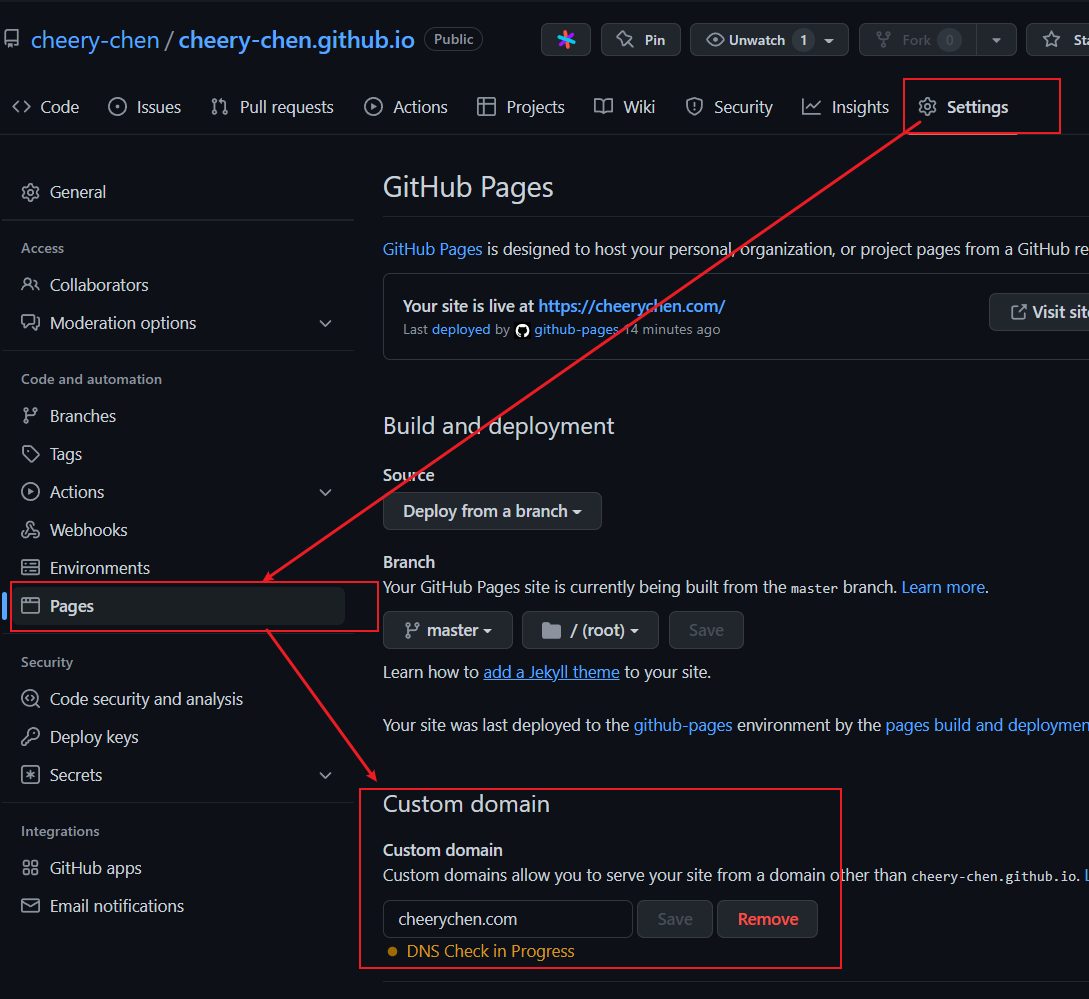 cheery-chen / cheery-chen.github.io Public Pin Unwatch 1 Fork 0
Code Issues Pull requests Actions Projects Wiki Security Insights Settings
General
Access
Collaborators
Moderation options
Code and automation
Branches
Tags
Actions
Webhooks
Environments
Pages
Security
Code security and analysis
Deploy keys
Secrets
Integrations
GitHub apps
Email notifications
GitHub Pages
GitHub Pages is designed to host your personal, organization, or project pages from a GitHub
Your site is live at https://cheerychen.com/
Last deployed by github-pages 14 minutes ago
Visit
Build and deployment
Source
Deploy from a branch
Branch
Your GitHub Pages site is currently being built from the master branch. Learn more.
master / (root) Save
Learn how to add a Jekyll theme to your site.
Your site was last deployed to the github-pages environment by the pages build and
Custom domain
Custom domain
Custom domains allow you to serve your site from a domain other than cheery-chen.github.io.
cheerychen.com Save Remove
DNS Check in Progress